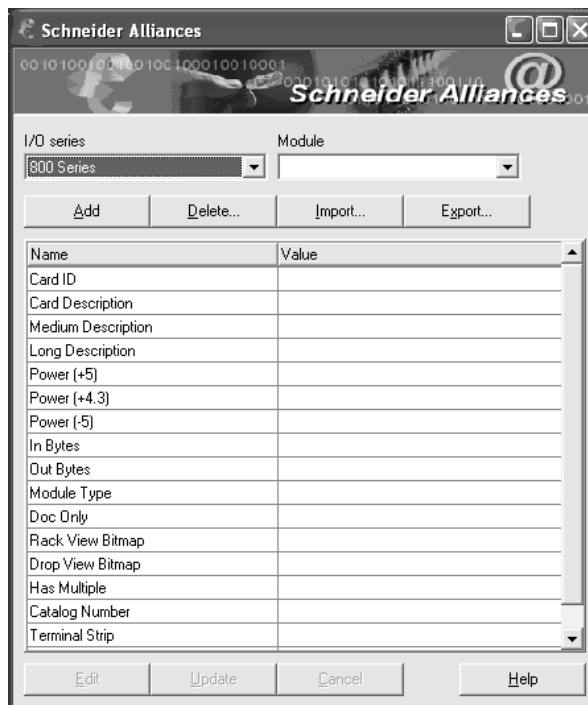 Schneider Alliances
Schneider Alliances
I/O series
Module
800 Series
Add
Delete...
Import...
Export...
Name
Value
Card ID
Card Description
Medium Description
Long Description
Power (+5)
Power (+4.3)
Power (-5)
In Bytes
Out Bytes
Module Type
Doc Only
Rack View Bitmap
Drop View Bitmap
Has Multiple
Catalog Number
Terminal Strip
Edit
Update
Cancel
Help